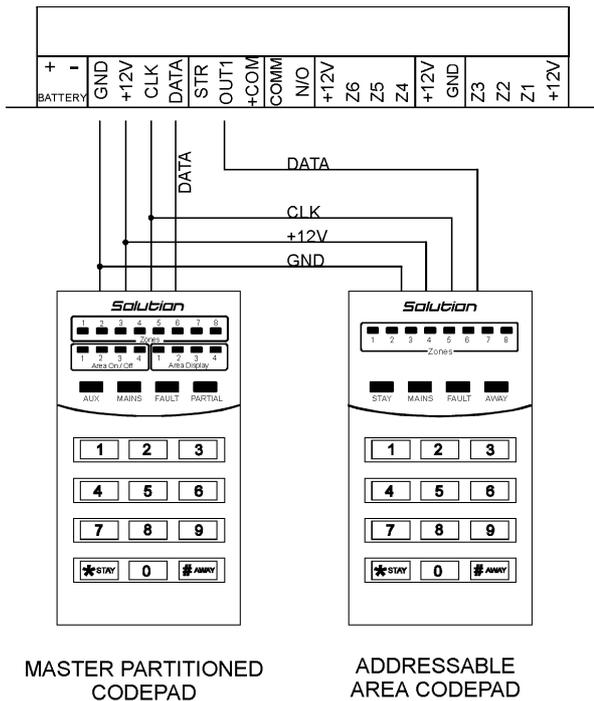 + - GND +12V CLK DATA STR OUT1 +COM COMM N/O +12V Z6 Z5 Z4 +12V GND Z3 Z2 Z1 +12V
BATTERY
DATA
DATA
CLK
+12V
GND
Solution
1 2 3 4 5 6 7 8
Zones
1 2 3 4 1 2 3 4
Area On / Off Area Display
AUX MAINS FAULT PARTIAL
1 2 3
4 5 6
7 8 9
*STAY 0 # AWAY
Solution
1 2 3 4 5 6 7 8
Zones
STAY MAINS FAULT AWAY
1 2 3
4 5 6
7 8 9
*STAY 0 # AWAY
MASTER PARTITIONED
CODEPAD
ADDRESSABLE
AREA CODEPAD